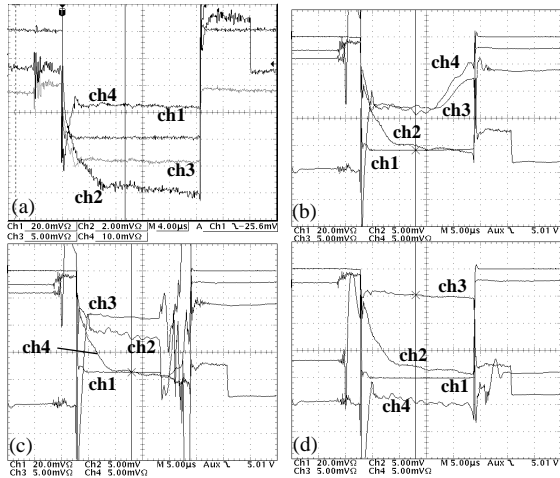 ch4
ch1
ch3
ch2
(a)
Ch1 20.0mVΩ Ch2 2.00mVΩ M 4.00µs A Ch1 -25.6mV
Ch3 5.00mVΩ Ch4 10.0mVΩ
ch4
ch3
ch2
ch1
(b)
Ch1 20.0mVΩ Ch2 5.00mVΩ M 5.00µs Aux 5.01 V
Ch3 5.00mVΩ Ch4 5.00mVΩ
ch3
ch2
ch4
ch1
(c)
Ch1 20.0mVΩ Ch2 5.00mV M 5.00µs Aux 5.01 V
Ch3 5.00mVΩ Ch4 5.00mVΩ
ch3
ch2
ch1
ch4
(d)
Ch1 20.0mVΩ Ch2 5.00mVΩ M 5.00µs Aux 5.01 V
Ch3 5.00mVΩ Ch4 5.00mVΩ